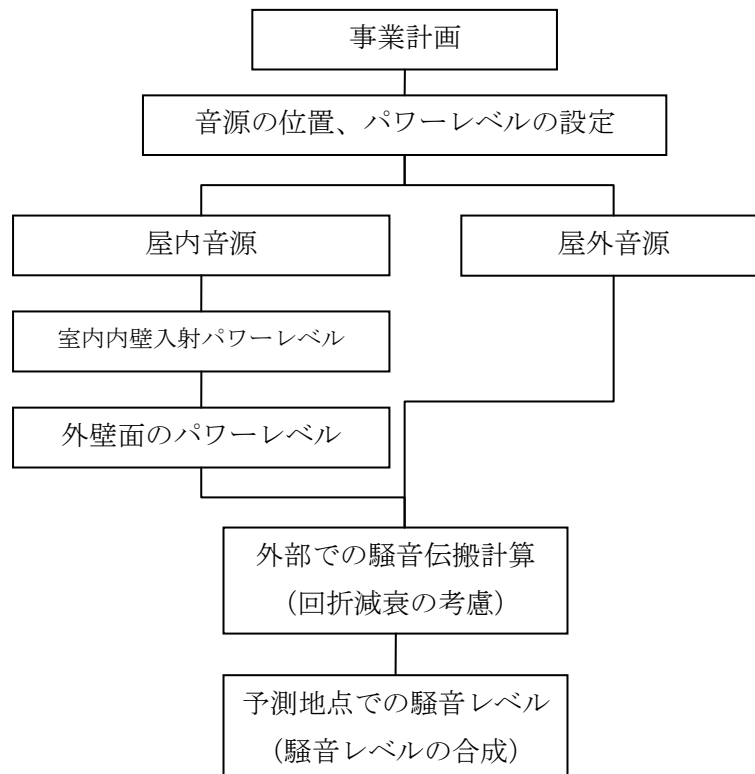 事業計画
音源の位置、パワーレベルの設定
屋内音源
屋外音源
室内内壁入射パワーレベル
外壁面のパワーレベル
外部での騒音伝搬計算
（回折減衰の考慮）
予測地点での騒音レベル
（騒音レベルの合成）